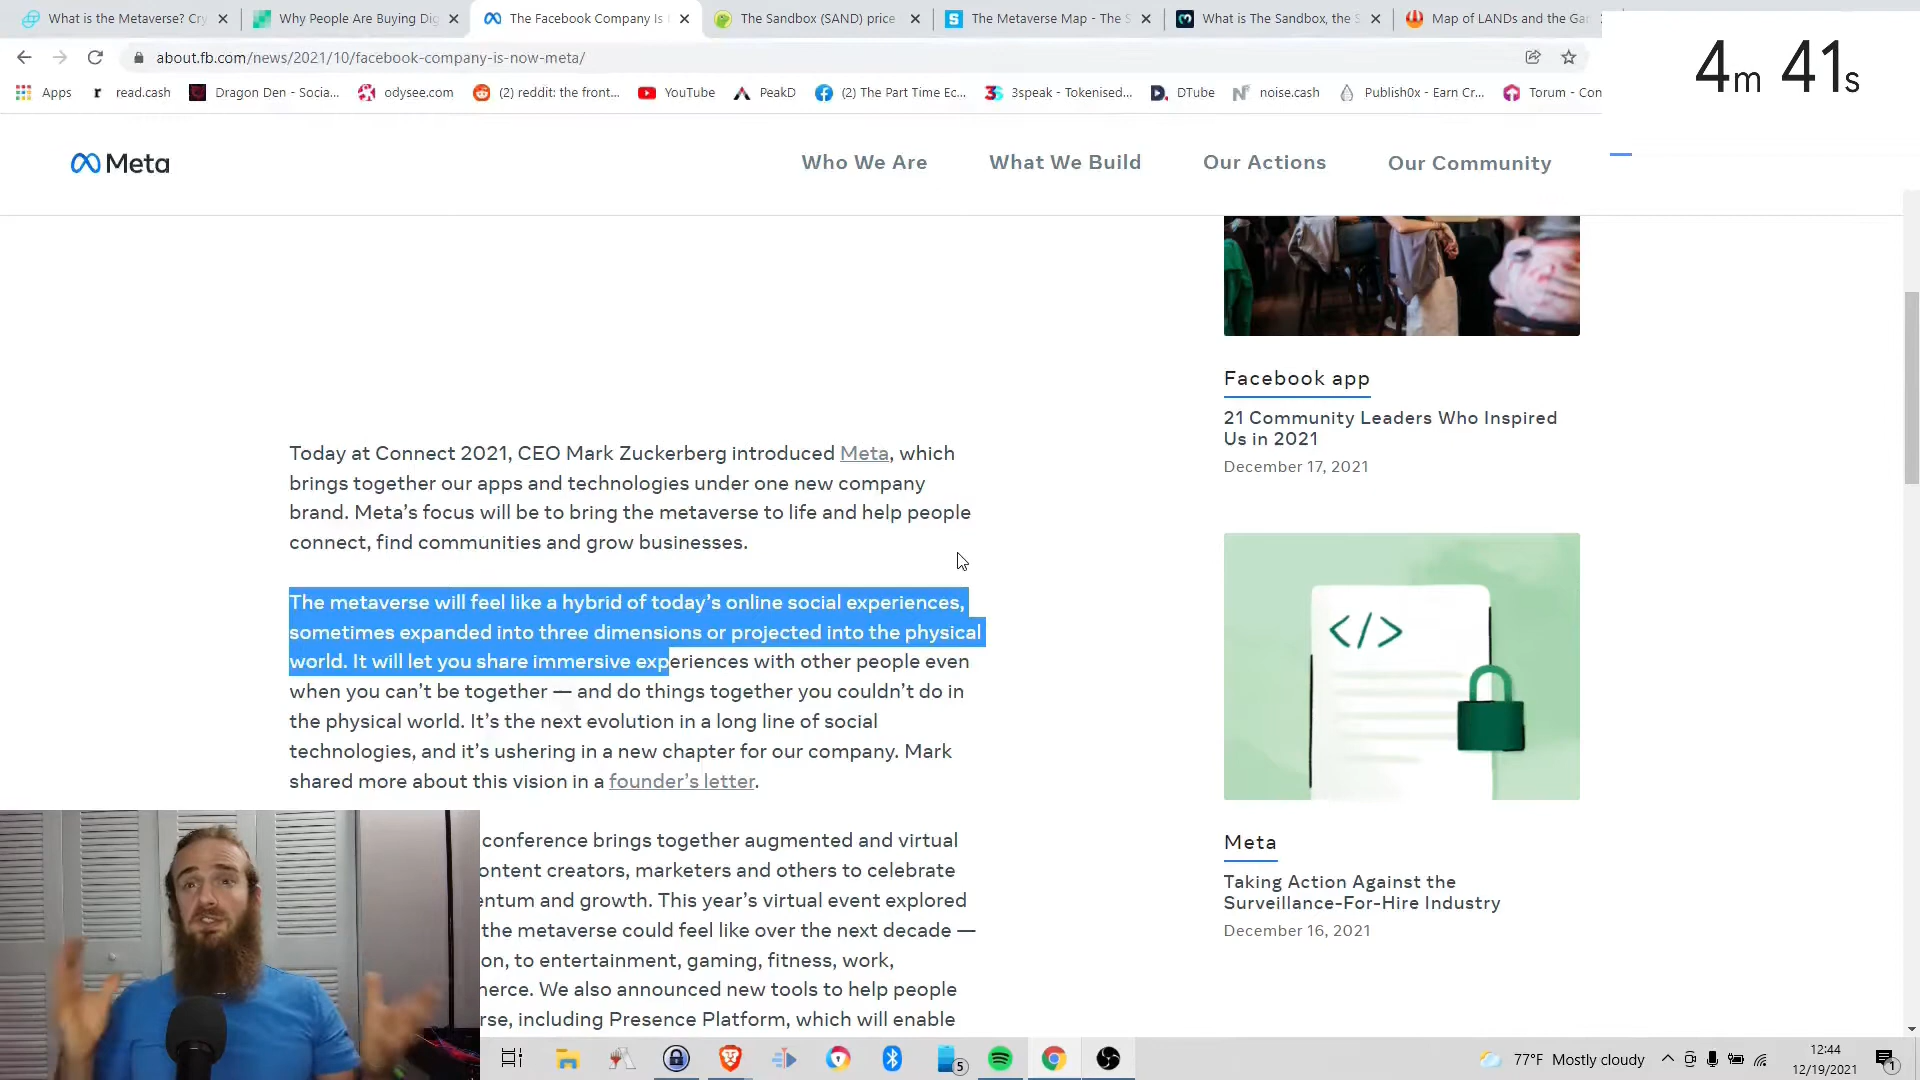 What is the Metaverse? Cry
Why People Are Buying Dig
The Facebook Company Is
The Sandbox (SAND) price
The Metaverse Map - The S
What is The Sandbox, the S
Map of LANDs and the Ga
4m 41s
about.fb.com/news/2021/10/facebook-company-is-now-meta/
Apps
read.cash
Dragon Den - Socia...
odysee.com
(2) reddit: the front...
YouTube
PeakD
(2) The Part Time Ec...
3speak - Tokenised...
DTube
noise.cash
Publish0x - Earn Cr...
Torum - Con
Meta
Who We Are
What We Build
Our Actions
Our Community
Today at Connect 2021, CEO Mark Zuckerberg introduced Meta, which
brings together our apps and technologies under one new company
brand. Meta’s focus will be to bring the metaverse to life and help people
connect, find communities and grow businesses.
The metaverse will feel like a hybrid of today’s online social experiences,
sometimes expanded into three dimensions or projected into the physical
world. It will let you share immersive experiences with other people even
when you can’t be together — and do things together you couldn’t do in
the physical world. It’s the next evolution in a long line of social
technologies, and it’s ushering in a new chapter for our company. Mark
shared more about this vision in a founder’s letter.
conference brings together augmented and virtual
ontent creators, marketers and others to celebrate
entum and growth. This year’s virtual event explored
the metaverse could feel like over the next decade —
on, to entertainment, gaming, fitness, work,
nerce. We also announced new tools to help people
rse, including Presence Platform, which will enable
Facebook app
21 Community Leaders Who Inspired
Us in 2021
December 17, 2021
</>
Meta
Taking Action Against the
Surveillance-For-Hire Industry
December 16, 2021
5
77°F Mostly cloudy
12:44
12/19/2021
1